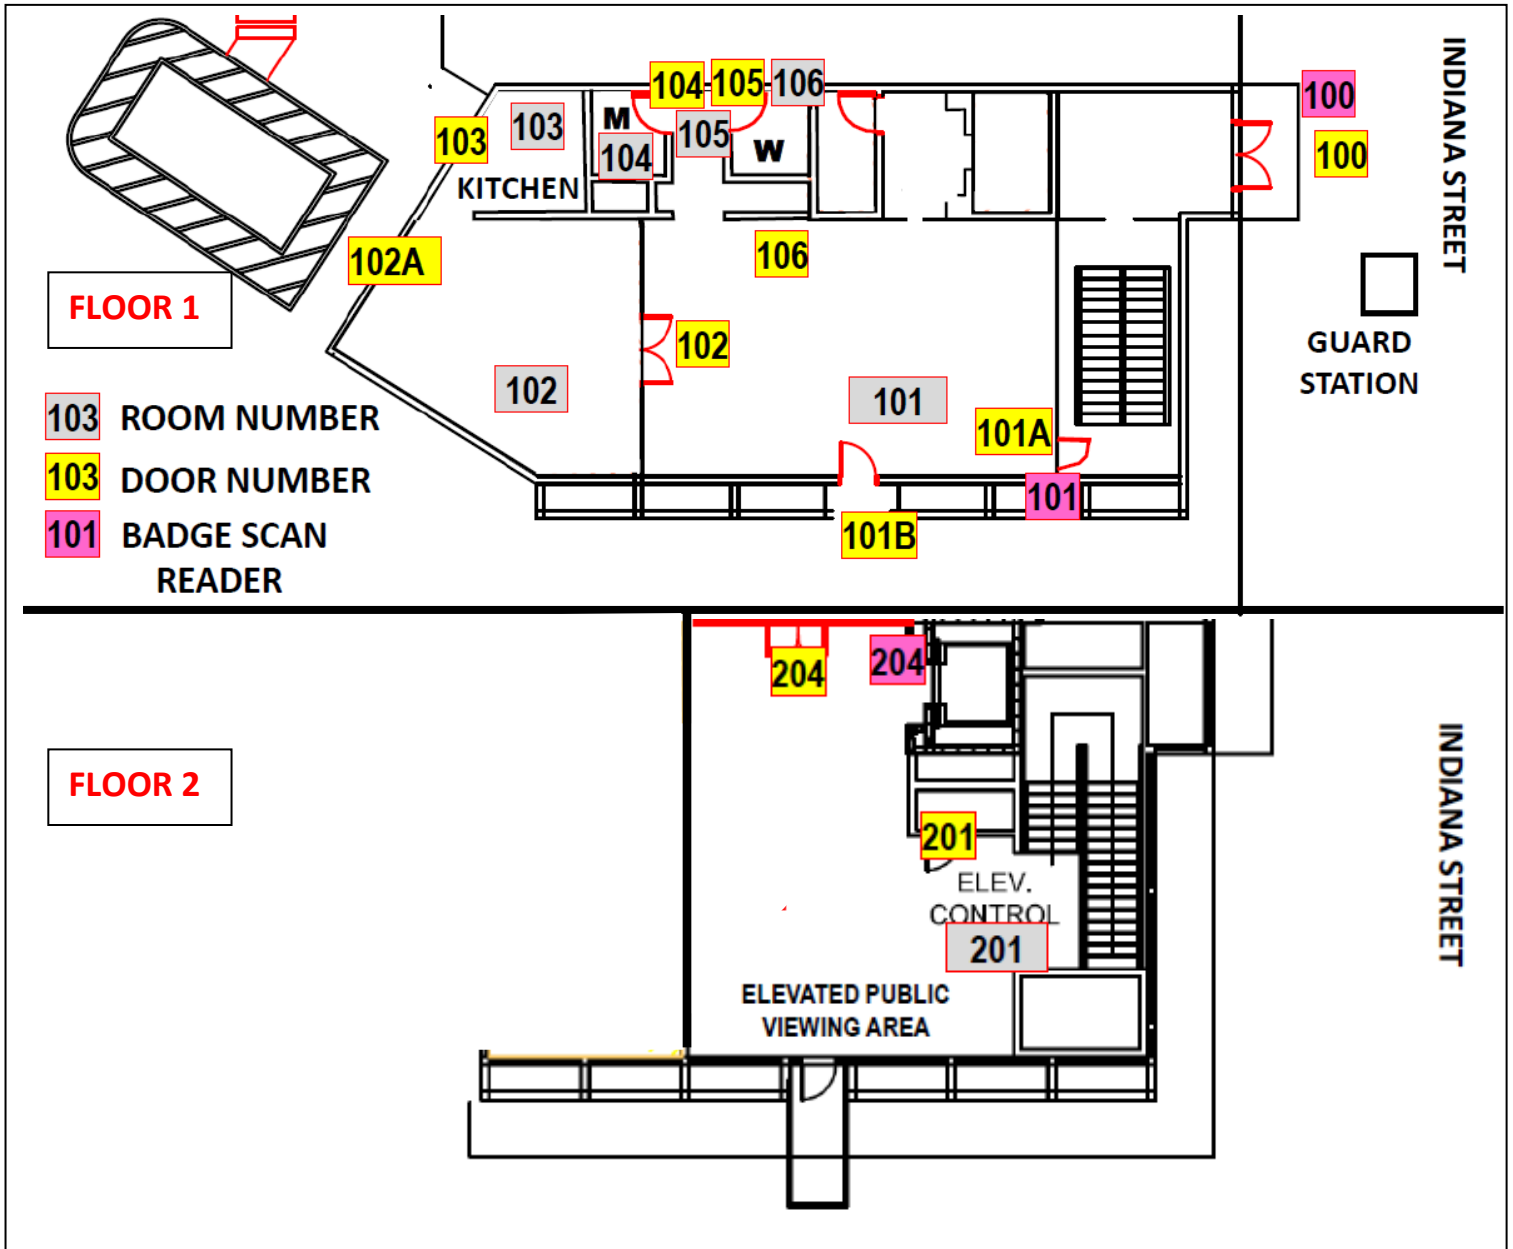 INDIANA STREET
100
104
105
106
103
103
M
105
104
W
100
KITCHEN
106
102A
FLOOR 1
102
GUARD
STATION
102
101
103 ROOM NUMBER
101A
103 DOOR NUMBER
101
101 BADGE SCAN
READER
101B
204
204
INDIANA STREET
FLOOR 2
201
ELEV.
CONTROL
201
ELEVATED PUBLIC
VIEWING AREA